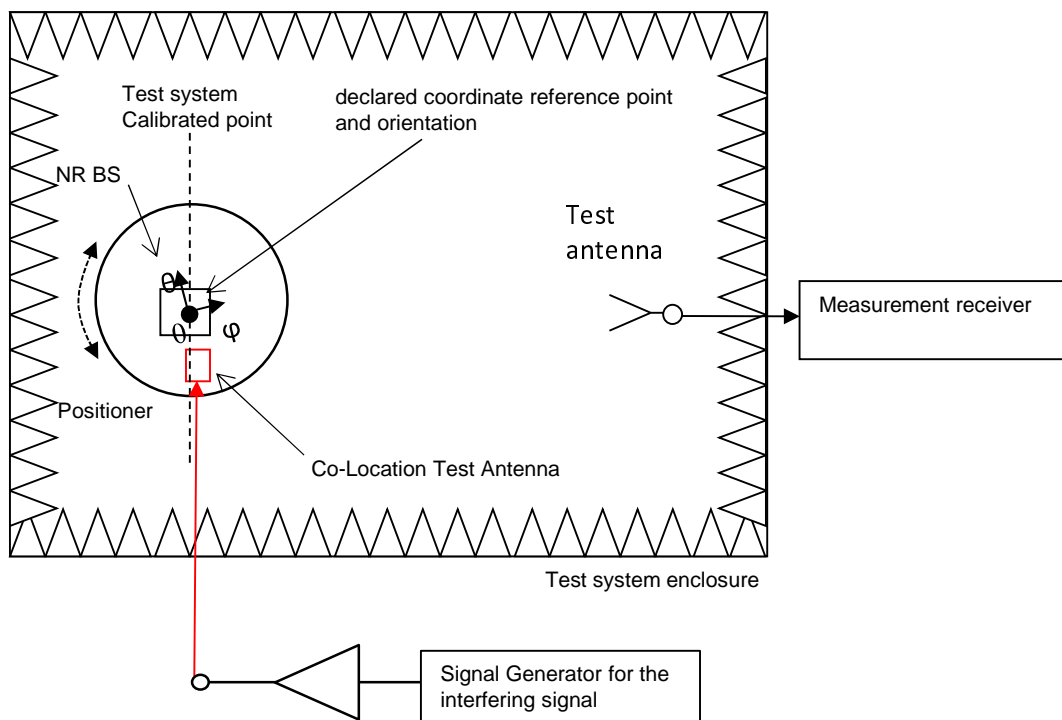 Test system
Calibrated point
declared coordinate reference point
and orientation
NR BS
Test
antenna
θ
θ
φ
Measurement receiver
Positioner
Co-Location Test Antenna
Test system enclosure
Signal Generator for the
interfering signal